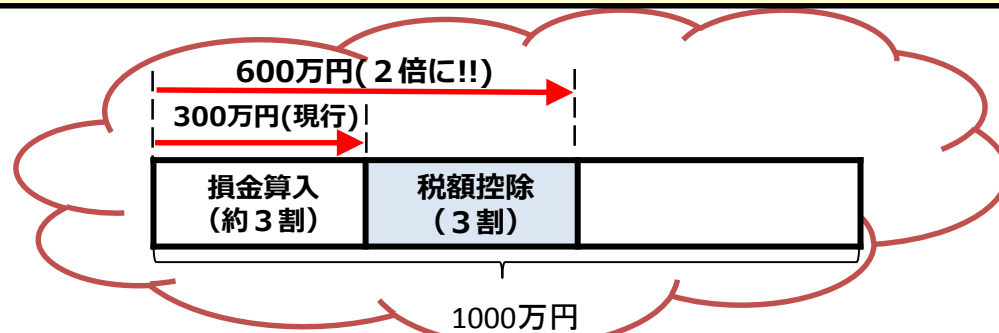 600万円(２倍に!!)
300万円(現行)
損金算入
（約３割）
税額控除
（３割）
1000万円